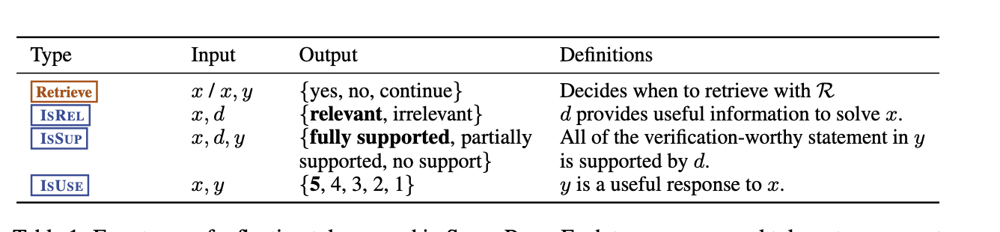 Type Input Output Definitions
Retrieve x / x, y {yes, no, continue} Decides when to retrieve with R
ISREL x, d {relevant, irrelevant} d provides useful information to solve x.
ISSUP x, d, y {fully supported, partially All of the verification-worthy statement in y
supported, no support} is supported by d.
ISUSE x, y {5, 4, 3, 2, 1} y is a useful response to x.